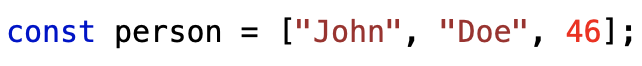 const person = ["John", "Doe", 46];